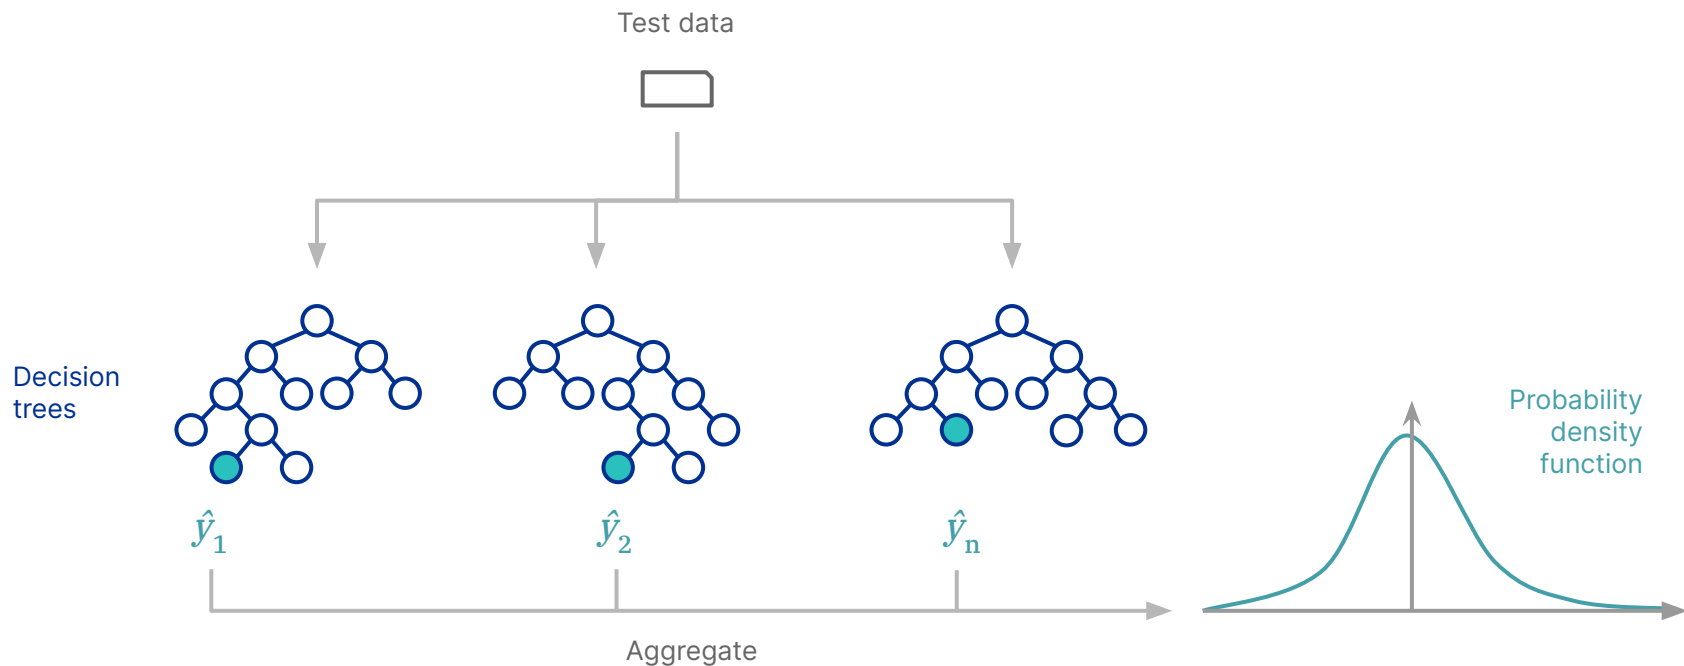 Test data
Decision
trees
Probability
density
function
ŷ1
ŷ2
ŷn
Aggregate